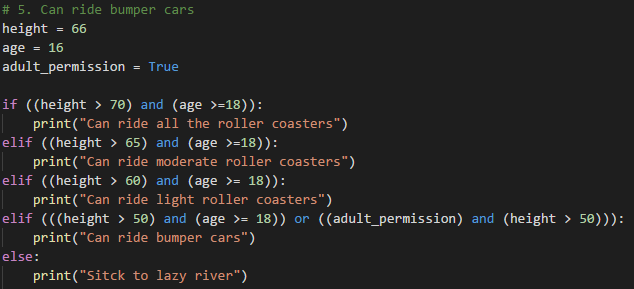 # 5. Can ride bumper cars
height = 66
age = 16
adult_permission = True
if ((height > 70) and (age >=18)):
print("Can ride all the roller coasters")
elif ((height > 65) and (age >=18)):
print("Can ride moderate roller coasters")
elif ((height > 60) and (age >= 18)):
print("Can ride light roller coasters")
elif (((height > 50) and (age >= 18)) or ((adult_permission) and (height > 50))):
print("Can ride bumper cars")
else:
print("Sitck to lazy river")